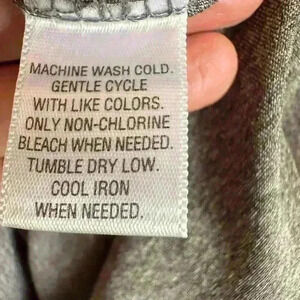 MACHINE WASH COLD.
GENTLE CYCLE
WITH LIKE COLORS.
ONLY NON-CHLORINE
BLEACH WHEN NEEDED.
TUMBLE DRY LOW.
COOL IRON
WHEN NEEDED.